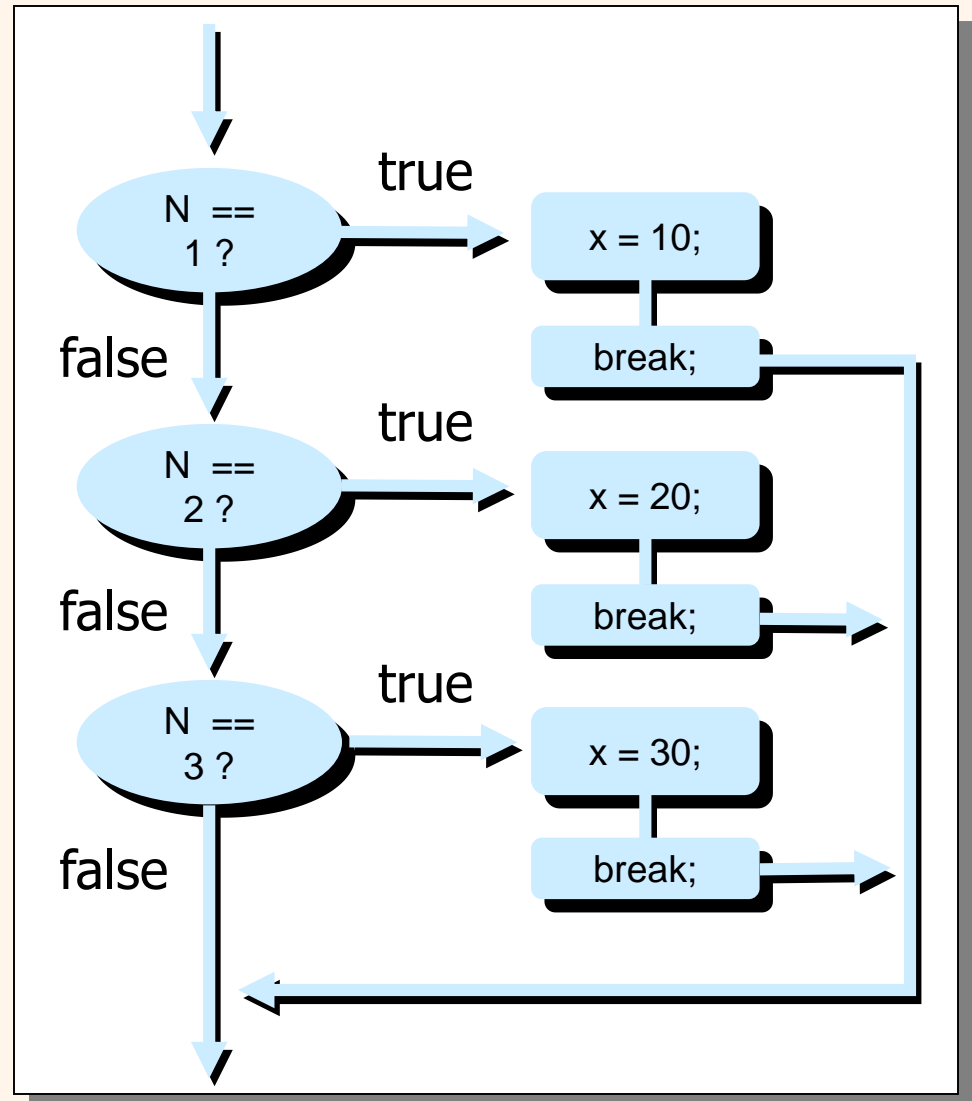 true
N ==
1 ?
x = 10;
false
break;
true
N ==
2 ?
x = 20;
false
break;
true
N ==
3 ?
x = 30;
false
break;